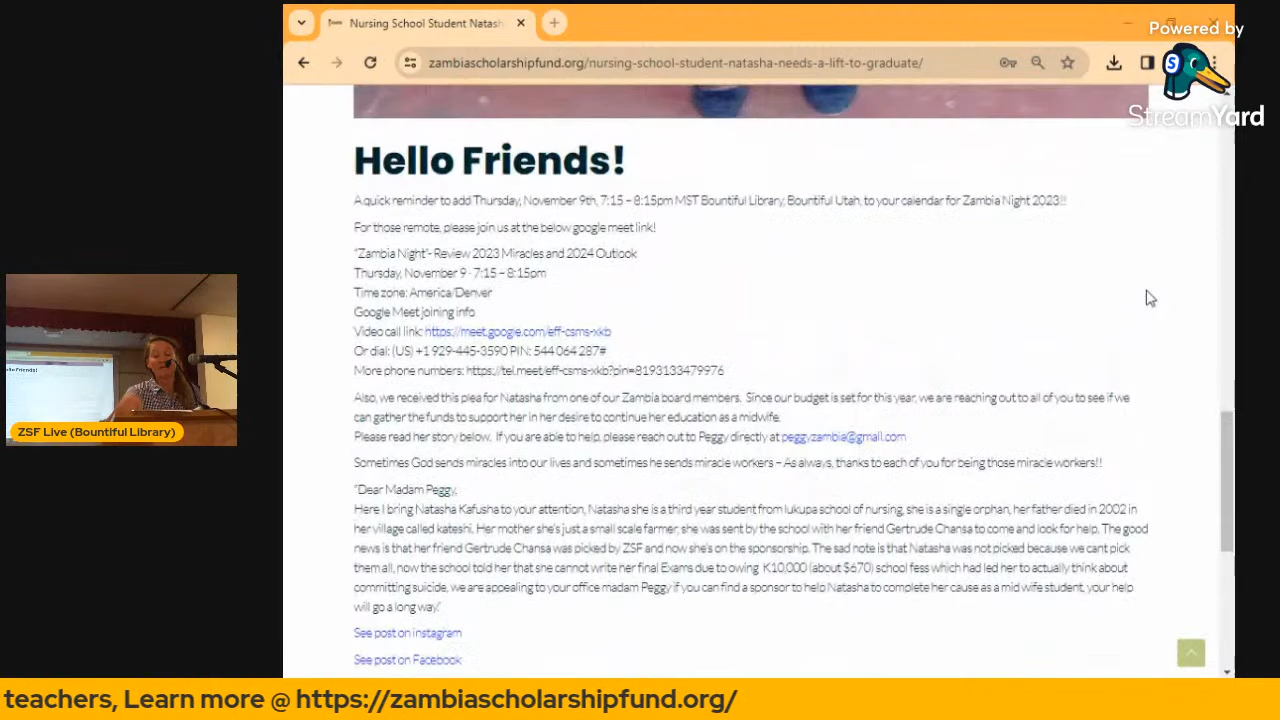 Nursing School Student Natash
zambiascholarshipfund.org/nursing-school-student-natasha-needs-a-lift-to-graduate/
Powered by
StreamYard
Hello Friends!
A quick reminder to add Thursday, November 9th, 7:15 – 8:15pm MST Bountiful Library, Bountiful Utah, to your calendar for Zambia Night 2023!!
For those remote, please join us at the below google meet link!
"Zambia Night"- Review 2023 Miracles and 2024 Outlook
Thursday, November 9 · 7:15 – 8:15pm
Time zone: America/Denver
Google Meet joining info
Video call link: https://meet.google.com/eff-csms-xkb
Or dial: (US) +1 929-445-3590 PIN: 544 064 287#
More phone numbers: https://tel.meet/eff-csms-xkb?pin=8193133479976
Also, we received this plea for Natasha from one of our Zambia board members. Since our budget is set for this year, we are reaching out to all of you to see if we
can gather the funds to support her in her desire to continue her education as a midwife.
Please read her story below. If you are able to help, please reach out to Peggy directly at peggyzambia@gmail.com
Sometimes God sends miracles into our lives and sometimes he sends miracle workers – As always, thanks to each of you for being those miracle workers!!
"Dear Madam Peggy,
Here I bring Natasha Kafusha to your attention, Natasha she is a third year student from lukupa school of nursing, she is a single orphan, her father died in 2002 in
her village called kateshi. Her mother she's just a small scale farmer, she was sent by the school with her friend Gertrude Chansa to come and look for help. The good
news is that her friend Gertrude Chansa was picked by ZSF and now she's on the sponsorship. The sad note is that Natasha was not picked because we cant pick
them all, now the school told her that she cannot write her final Exams due to owing K10,000 (about $670) school fess which had led her to actually think about
committing suicide, we are appealing to your office madam Peggy if you can find a sponsor to help Natasha to complete her cause as a mid wife student, your help
will go a long way."
See post on instagram
See post on Facebook
Hello Friends!
ZSF Live (Bountiful Library)
teachers, Learn more @ https://zambiascholarshipfund.org/